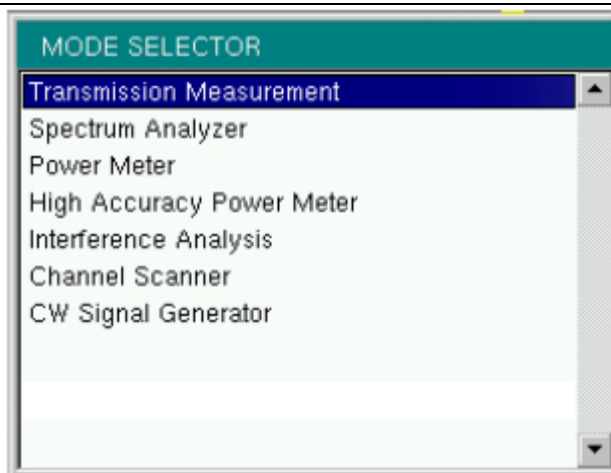 MODE SELECTOR
Transmission Measurement
Spectrum Analyzer
Power Meter
High Accuracy Power Meter
Interference Analysis
Channel Scanner
CW Signal Generator